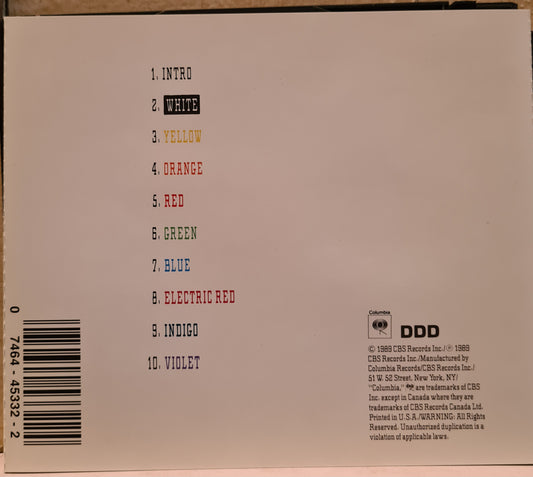 1. INTRO
2. WHITE
3. YELLOW
4. ORANGE
5. RED
6. GREEN
7. BLUE
8. ELECTRIC RED
9. INDIGO
10. VIOLET
0 7464 - 45332 - 2
Columbia
DDD
© 1989 CBS Records Inc./℗ 1989
CBS Records Inc./Manufactured by
Columbia Records/CBS Records Inc./
51 W. 52 Street, New York, NY/
"Columbia," are trademarks of CBS
Inc. except in Canada where they are
trademarks of CBS Records Canada Ltd.
Printed in U.S.A./WARNING: All Rights
Reserved. Unauthorized duplication is a
violation of applicable laws.